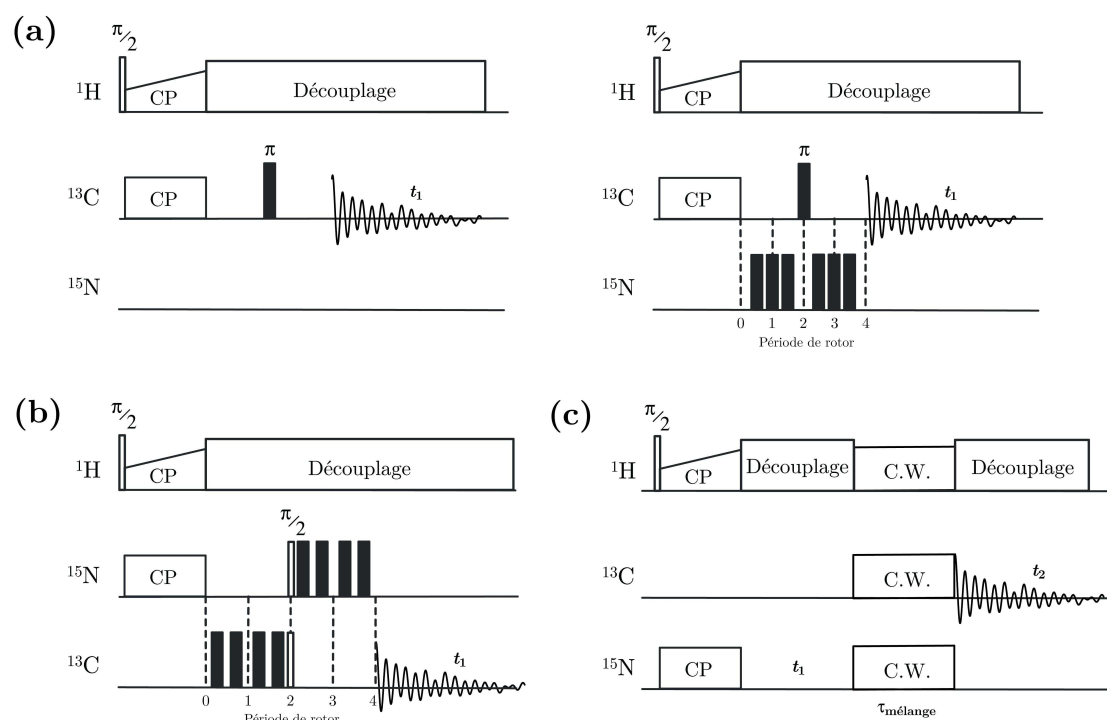 (a)
π/2
¹H
CP
Découplage
π
¹³C
CP
t₁
¹⁵N
π/2
¹H
CP
Découplage
π
¹³C
CP
t₁
¹⁵N
0 1 2 3 4
Période de rotor
(b)
π/2
¹H
CP
Découplage
π/2
¹⁵N
CP
¹³C
t₁
0 1 2 3 4
Période de rotor
(c)
π/2
¹H
CP
Découplage
C.W.
Découplage
¹³C
C.W.
t₂
¹⁵N
CP
t₁
C.W.
τmélange